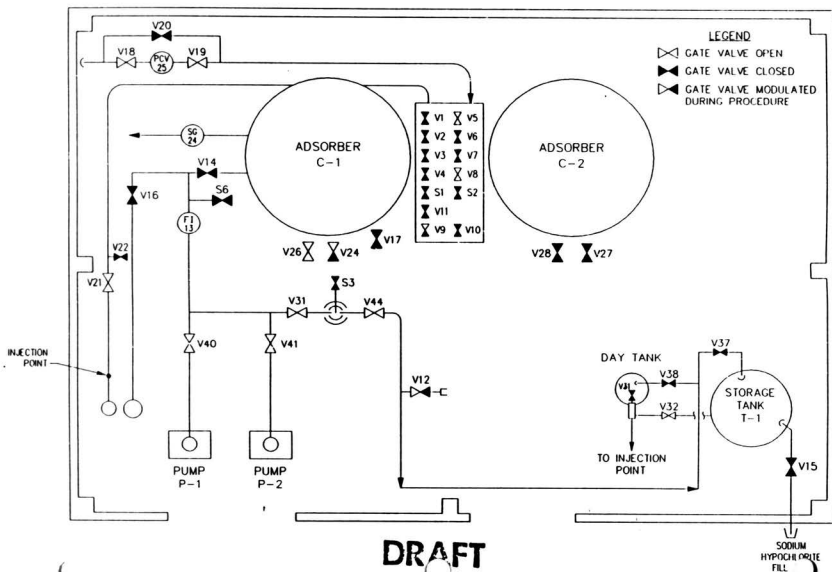 V20
V18
PCV
25
V19
LEGEND
GATE VALVE OPEN
GATE VALVE CLOSED
GATE VALVE MODULATED
DURING PROCEDURE
SG
24
ADSORBER
C-1
V1 V5
V2 V6
V3 V7
V4 V8
S1 S2
V11
V9 V10
ADSORBER
C-2
V14
V16
S6
FI
13
V17
V26
V24
V28
V27
V22
V21
S3
V31
V44
V40
V41
INJECTION
POINT
V12
DAY TANK
V37
V38
V32
STORAGE
TANK
T-1
V15
TO INJECTION
POINT
PUMP
P-1
PUMP
P-2
SODIUM
HYPOCHLORITE
FILL
DRAFT